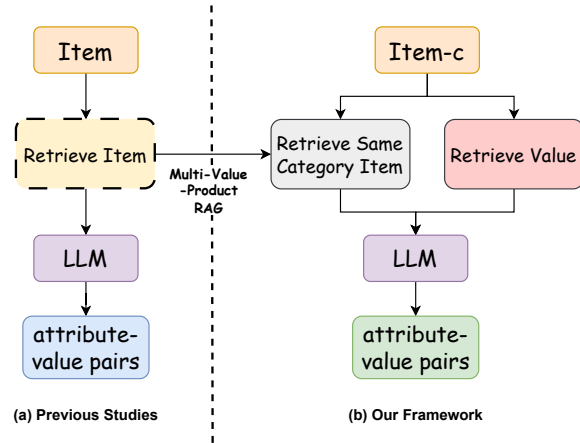 Item
Retrieve Item
LLM
attribute-
value pairs
(a) Previous Studies
Multi-Value
-Product
RAG
Item-c
Retrieve Same
Category Item
Retrieve Value
LLM
attribute-
value pairs
(b) Our Framework